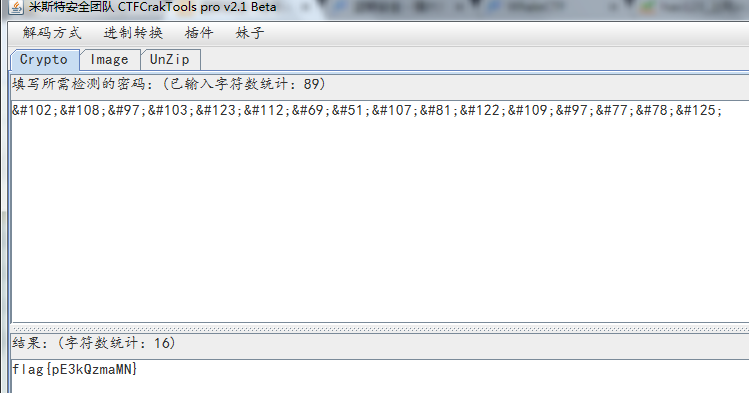 米斯特安全团队 CTFCrakTools pro v2.1 Beta
解码方式 进制转换 插件 妹子
Crypto Image UnZip
填写所需检测的密码：(已输入字符数统计：89)
&#102;&#108;&#97;&#103;&#123;&#112;&#69;&#51;&#107;&#81;&#122;&#109;&#97;&#77;&#78;&#125;
结果：(字符数统计：16)
flag{pE3kQzmaMN}